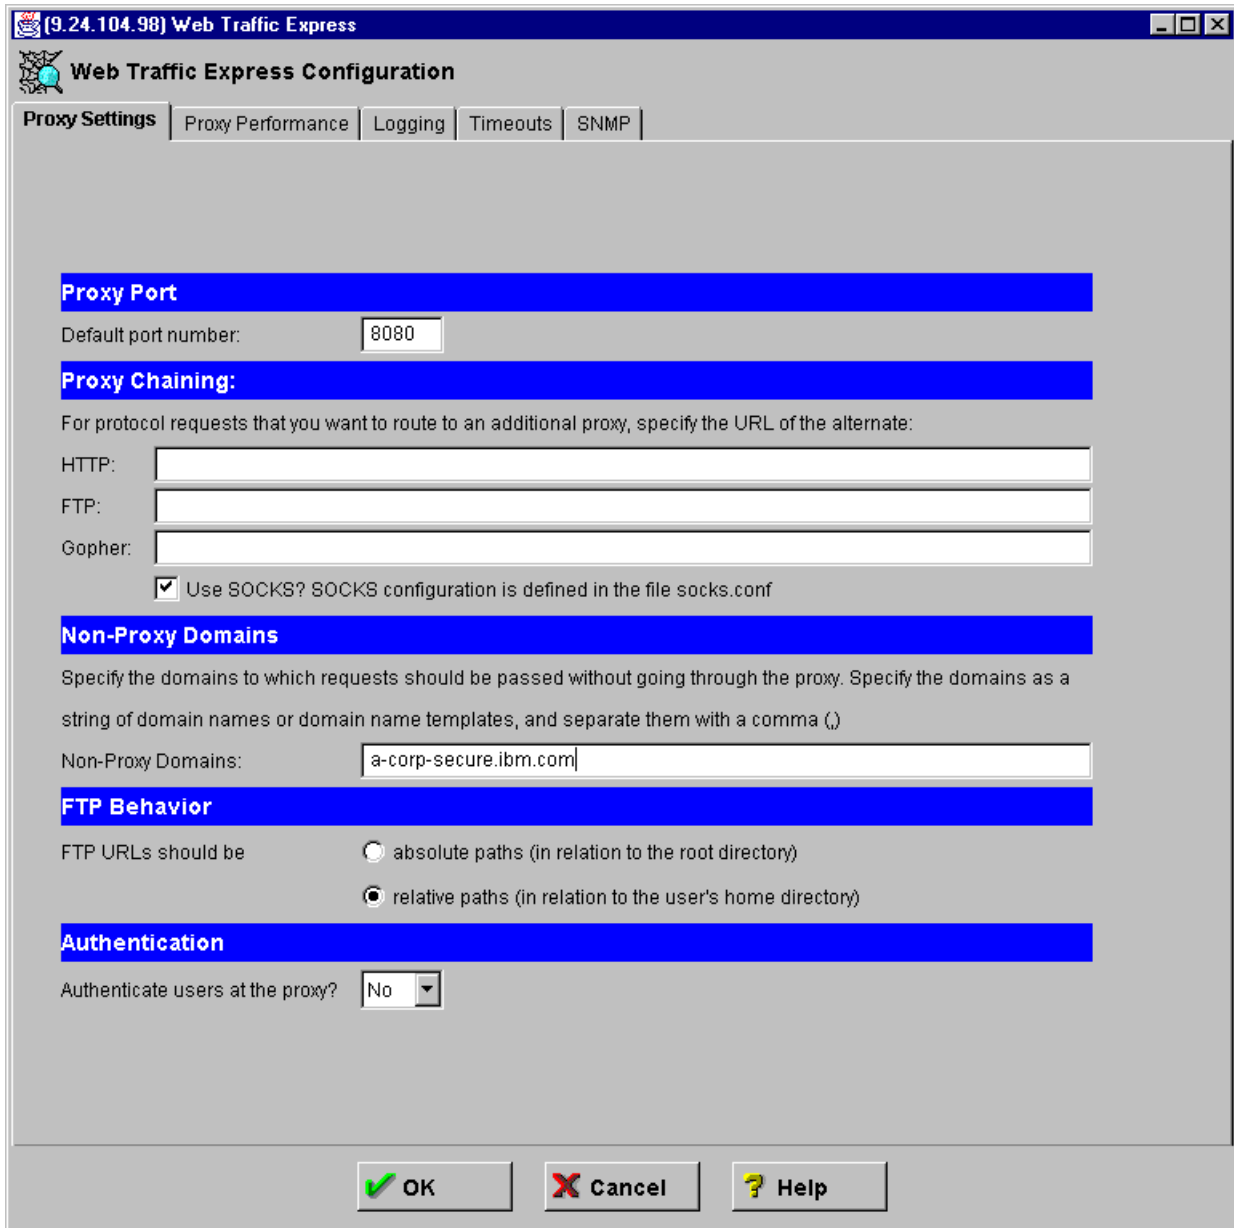 (9.24.104.98) Web Traffic Express
Web Traffic Express Configuration
Proxy Settings Proxy Performance Logging Timeouts SNMP
Proxy Port
Default port number: 8080
Proxy Chaining:
For protocol requests that you want to route to an additional proxy, specify the URL of the alternate:
HTTP:
FTP:
Gopher:
Use SOCKS? SOCKS configuration is defined in the file socks.conf
Non-Proxy Domains
Specify the domains to which requests should be passed without going through the proxy. Specify the domains as a
string of domain names or domain name templates, and separate them with a comma (,)
Non-Proxy Domains: a-corp-secure.ibm.com
FTP Behavior
FTP URLs should be absolute paths (in relation to the root directory)
relative paths (in relation to the user's home directory)
Authentication
Authenticate users at the proxy? No
OK Cancel ? Help